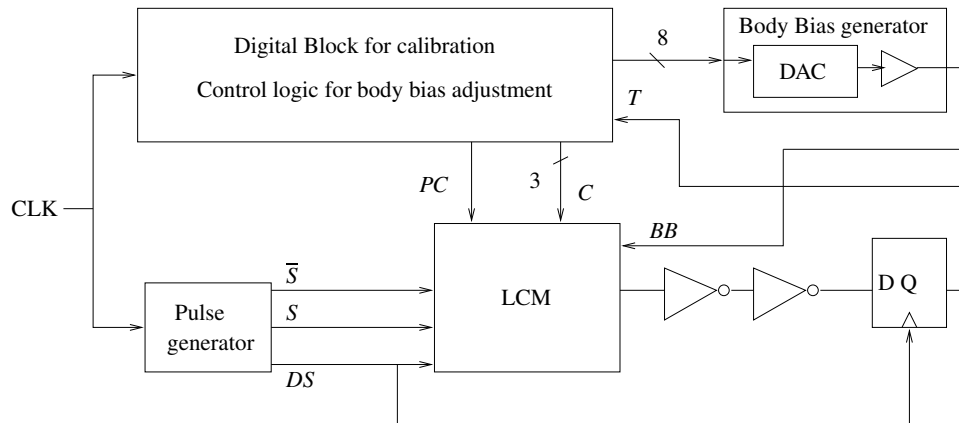 Digital Block for calibration
Control logic for body bias adjustment
8
Body Bias generator
DAC
T
PC
3
C
CLK
BB
S̅
S
DS
Pulse
generator
LCM
D Q